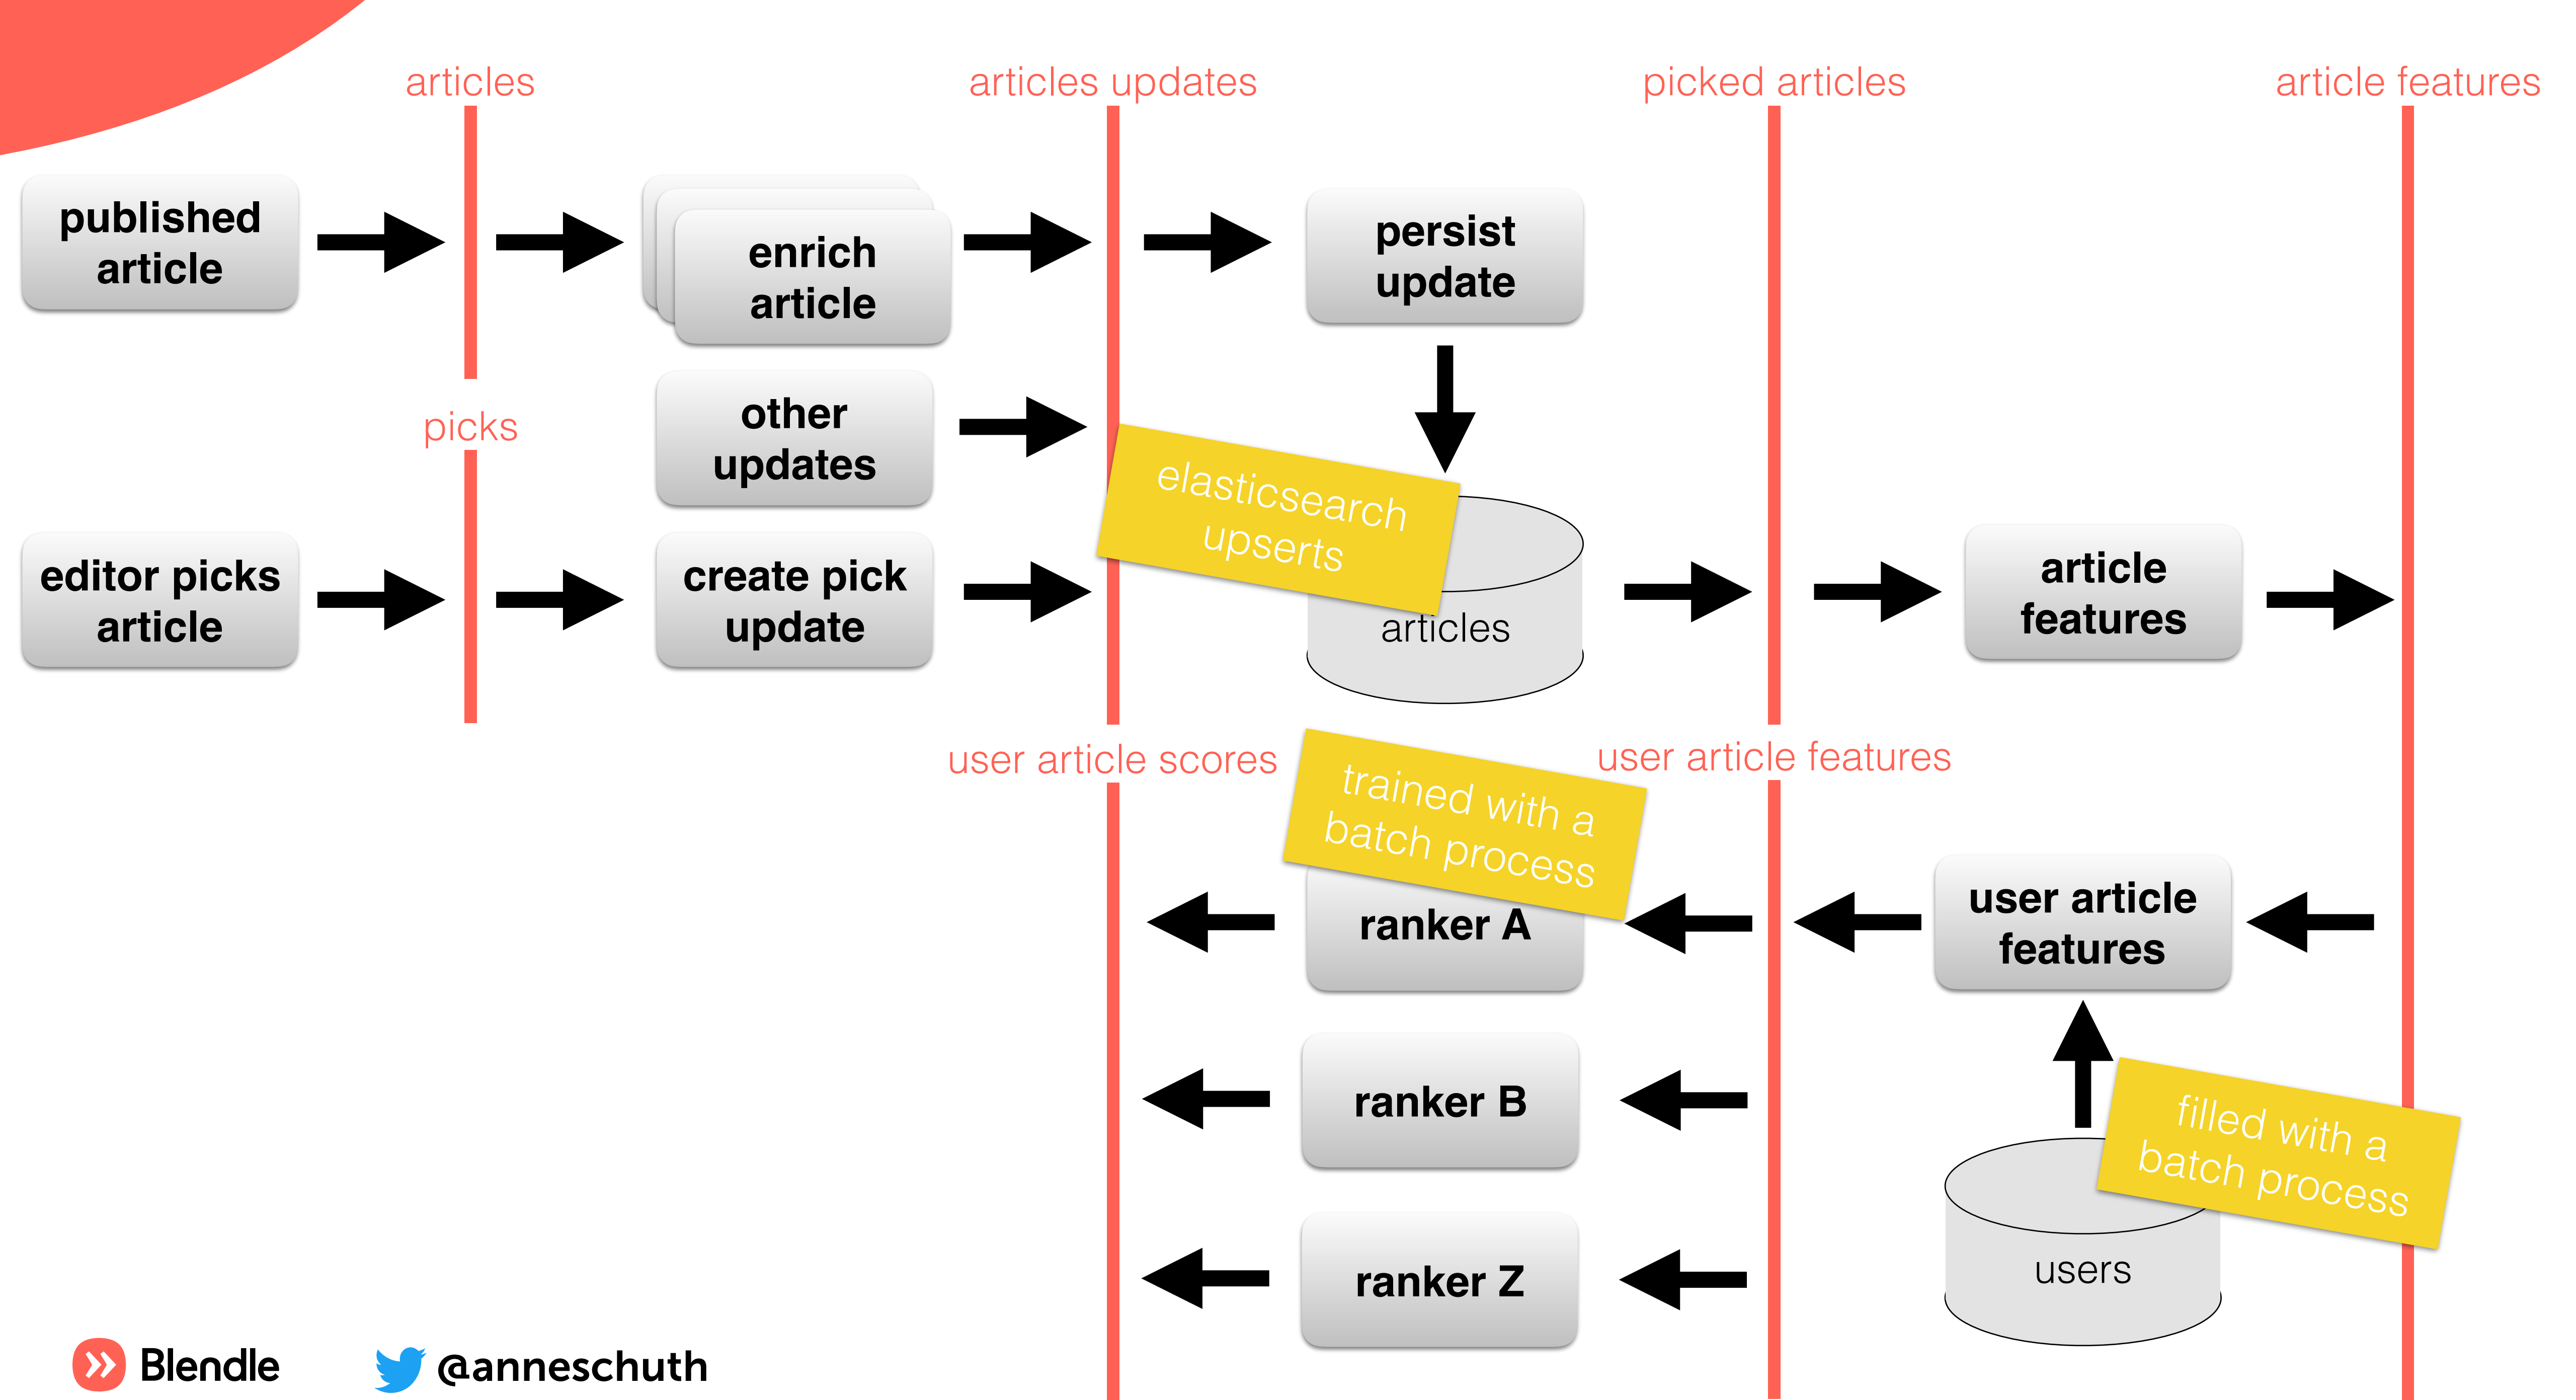 articles
articles updates
picked articles
article features
published
article
enrich
article
persist
update
picks
other
updates
elasticsearch
upserts
editor picks
article
create pick
update
articles
article
features
user article scores
user article features
trained with a
batch process
ranker A
user article
features
ranker B
filled with a
batch process
ranker Z
users
Blendle
@anneschuth